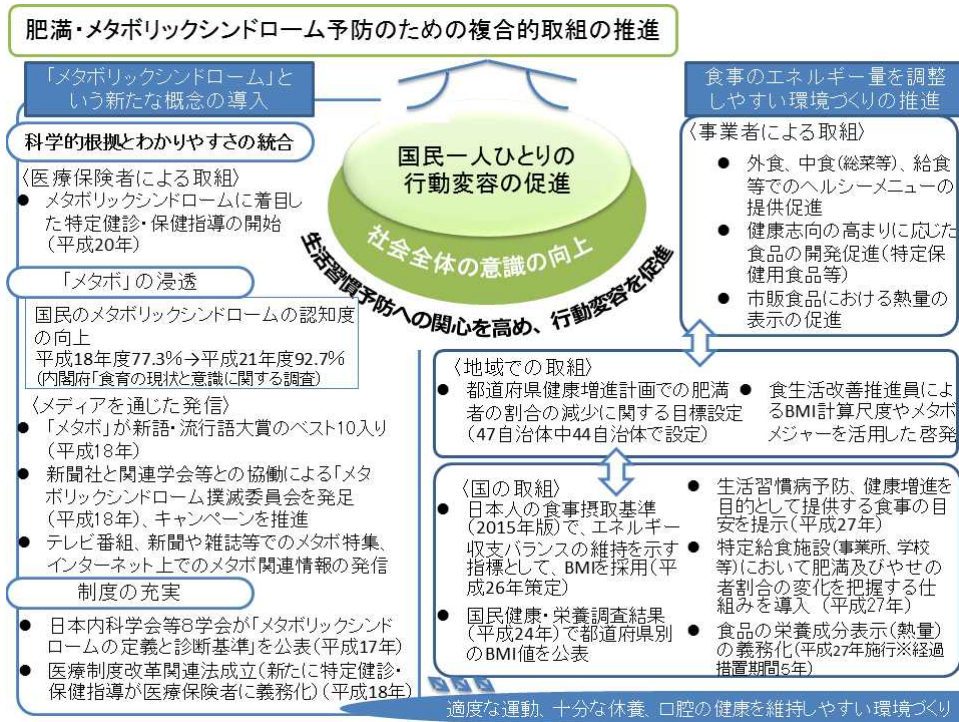 肥満・メタボリックシンドローム予防のための複合的取組の推進
「メタボリックシンドローム」と
いう新たな概念の導入
科学的根拠とわかりやすさの統合
〈医療保険者による取組〉
● メタボリックシンドロームに着目し
た特定健診・保健指導の開始
(平成20年)
「メタボ」の浸透
国民のメタボリックシンドロームの認知度
の向上
平成18年度77.3%→平成21年度92.7%
(内閣府「食育の現状と意識に関する調査)
〈メディアを通じた発信〉
● 「メタボ」が新語・流行語大賞のベスト10入り
(平成18年)
● 新聞社と関連学会等との協働による「メタ
ボリックシンドローム撲滅委員会を発足
(平成18年)、キャンペーンを推進
● テレビ番組、新聞や雑誌等でのメタボ特集、
インターネット上でのメタボ関連情報の発信
制度の充実
● 日本内科学会等8学会が「メタボリックシンド
ロームの定義と診断基準」を公表(平成17年)
● 医療制度改革関連法成立(新たに特定健診・
保健指導が医療保険者に義務化)(平成18年)
国民一人ひとりの
行動変容の促進
社会全体の意識の向上
生活習慣予防への関心を高め、行動変容を促進
食事のエネルギー量を調整
しやすい環境づくりの推進
〈事業者による取組〉
● 外食、中食(総菜等)、給食
等でのヘルシーメニューの
提供促進
● 健康志向の高まりに応じた
食品の開発促進(特定保
健用食品等)
● 市販食品における熱量の
表示の促進
〈地域での取組〉
● 都道府県健康増進計画での肥満
者の割合の減少に関する目標設定
(47自治体中44自治体で設定)
● 食生活改善推進員によ
るBMI計算尺度やメタボ
メジャーを活用した啓発
〈国の取組〉
● 日本人の食事摂取基準
(2015年版)で、エネルギー
収支バランスの維持を示す
指標として、BMIを採用(平
成26年策定)
● 国民健康・栄養調査結果
(平成24年)で都道府県別
のBMI値を公表
● 生活習慣病予防、健康増進を
目的として提供する食事の目
安を提示(平成27年)
● 特定給食施設(事業所、学校
等)において肥満及びやせの
者割合の変化を把握する仕
組みを導入 (平成27年)
● 食品の栄養成分表示(熱量)
の義務化(平成27年施行※経過
措置期間5年)
適度な運動、十分な休養、口腔の健康を維持しやすい環境づくり